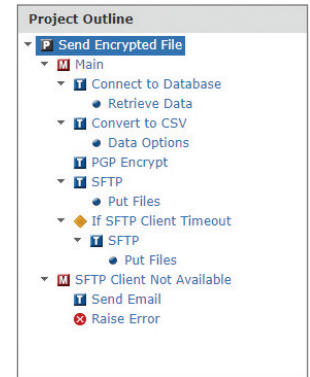 Project Outline
P Send Encrypted File
M Main
T Connect to Database
Retrieve Data
T Convert to CSV
Data Options
T PGP Encrypt
T SFTP
Put Files
If SFTP Client Timeout
T SFTP
Put Files
M SFTP Client Not Available
T Send Email
Raise Error